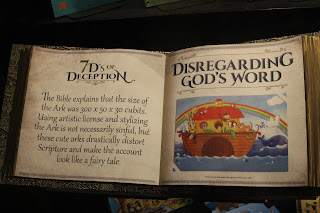 7D's OF
DECEPTION
The Bible explains that the size of
the Ark was 300 x 50 x 30 cubits.
Using artistic license and stylizing
the Ark is not necessarily sinful, but
these cute arks drastically distort
Scripture and make the account
look like a fairy tale.
DISREGARDING
GOD'S WORD